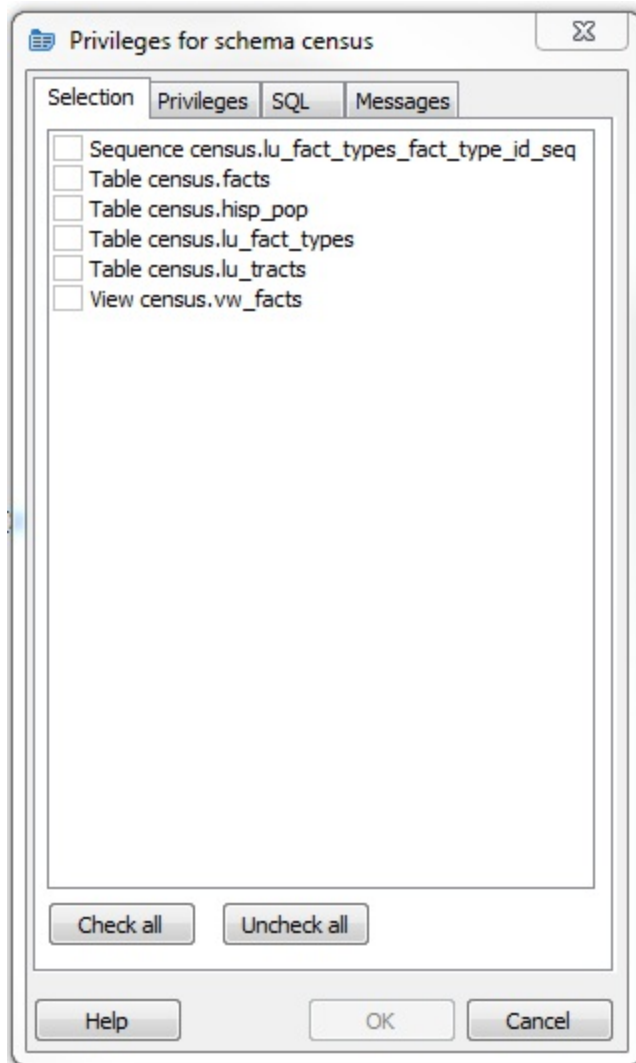 Privileges for schema census
Selection Privileges SQL Messages
Sequence census.lu_fact_types_fact_type_id_seq
Table census.facts
Table census.hisp_pop
Table census.lu_fact_types
Table census.lu_tracts
View census.vw_facts
Check all Uncheck all
Help OK Cancel